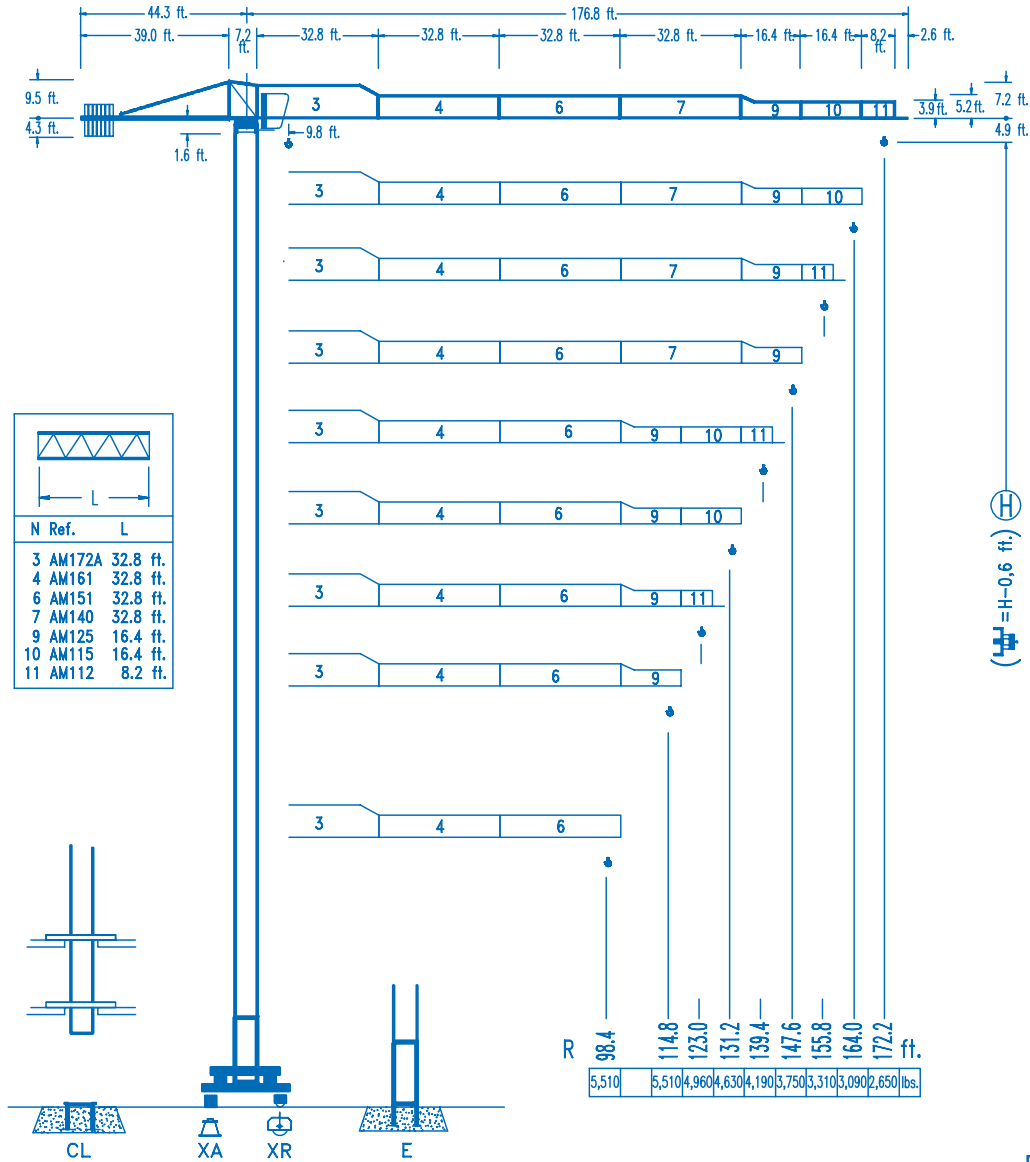 44.3 ft. 176.8 ft.
39.0 ft. 7.2 ft. 32.8 ft. 32.8 ft. 32.8 ft. 32.8 ft. 16.4 ft. 16.4 ft. 8.2 ft. 2.6 ft.
9.5 ft. 3 4 6 7 9 10 11 3.9 ft. 5.2 ft. 7.2 ft.
4.3 ft. 1.6 ft. 9.8 ft. 4.9 ft.
3 4 6 7 9 10
3 4 6 7 9 11
3 4 6 7 9
3 4 6 9 10 11
3 4 6 9 10
3 4 6 9 11
3 4 6 9
3 4 6
L
N Ref. L
3 AM172A 32.8 ft.
4 AM161 32.8 ft.
6 AM151 32.8 ft.
7 AM140 32.8 ft.
9 AM125 16.4 ft.
10 AM115 16.4 ft.
11 AM112 8.2 ft.
H
( =H-0,6 ft.)
R 98.4 114.8 123.0 131.2 139.4 147.6 155.8 164.0 172.2 ft.
5,510 5,510 4,960 4,630 4,190 3,750 3,310 3,090 2,650 lbs.
CL XA XR E